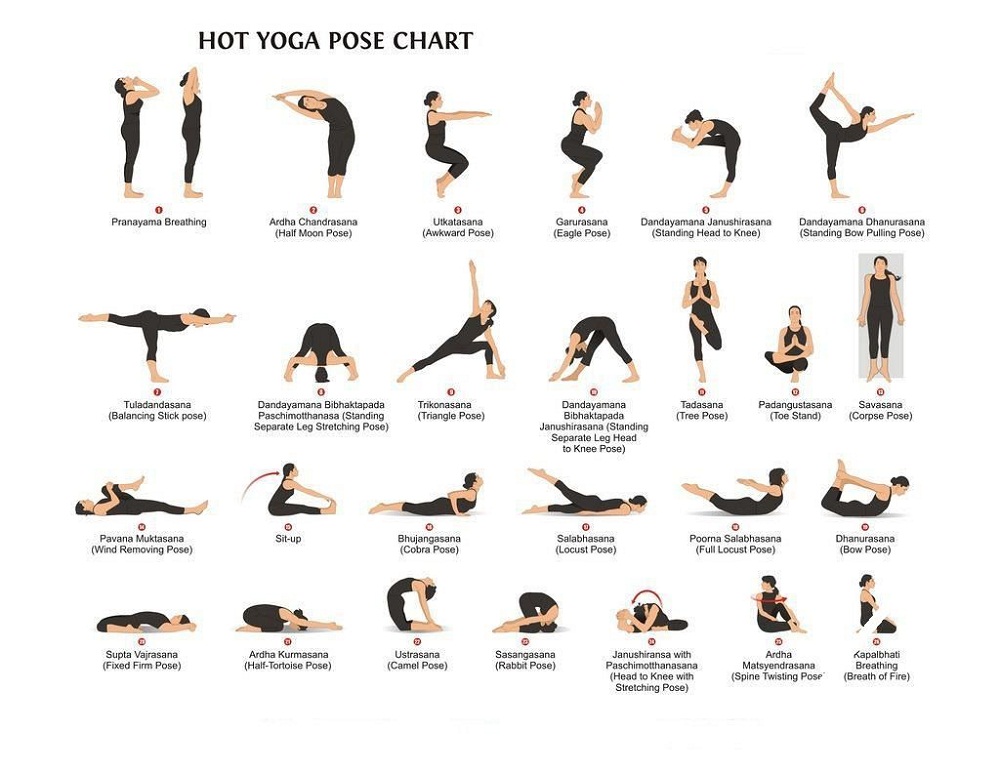 HOT YOGA POSE CHART
1
Pranayama Breathing
2
Ardha Chandrasana
(Half Moon Pose)
3
Utkatasana
(Awkward Pose)
4
Garurasana
(Eagle Pose)
5
Dandayamana Janushirasana
(Standing Head to Knee)
6
Dandayamana Dhanurasana
(Standing Bow Pulling Pose)
7
Tuladandasana
(Balancing Stick pose)
8
Dandayamana Bibhaktapada
Paschimotthanasa (Standing
Separate Leg Stretching Pose)
9
Trikonasana
(Triangle Pose)
10
Dandayamana
Bibhaktapada
Janushirasana (Standing
Separate Leg Head
to Knee Pose)
11
Tadasana
(Tree Pose)
12
Padangustasana
(Toe Stand)
13
Savasana
(Corpse Pose)
14
Pavana Muktasana
(Wind Removing Pose)
15
Sit-up
16
Bhujangasana
(Cobra Pose)
17
Salabhasana
(Locust Pose)
18
Poorna Salabhasana
(Full Locust Pose)
19
Dhanurasana
(Bow Pose)
20
Supta Vajrasana
(Fixed Firm Pose)
21
Ardha Kurmasana
(Half-Tortoise Pose)
22
Ustrasana
(Camel Pose)
23
Sasangasana
(Rabbit Pose)
24
Janushiransa with
Paschimotthanasana
(Head to Knee with
Stretching Pose)
25
Ardha
Matsyendrasana
(Spine Twisting Pose
26
Kapalbhati
Breathing
(Breath of Fire)